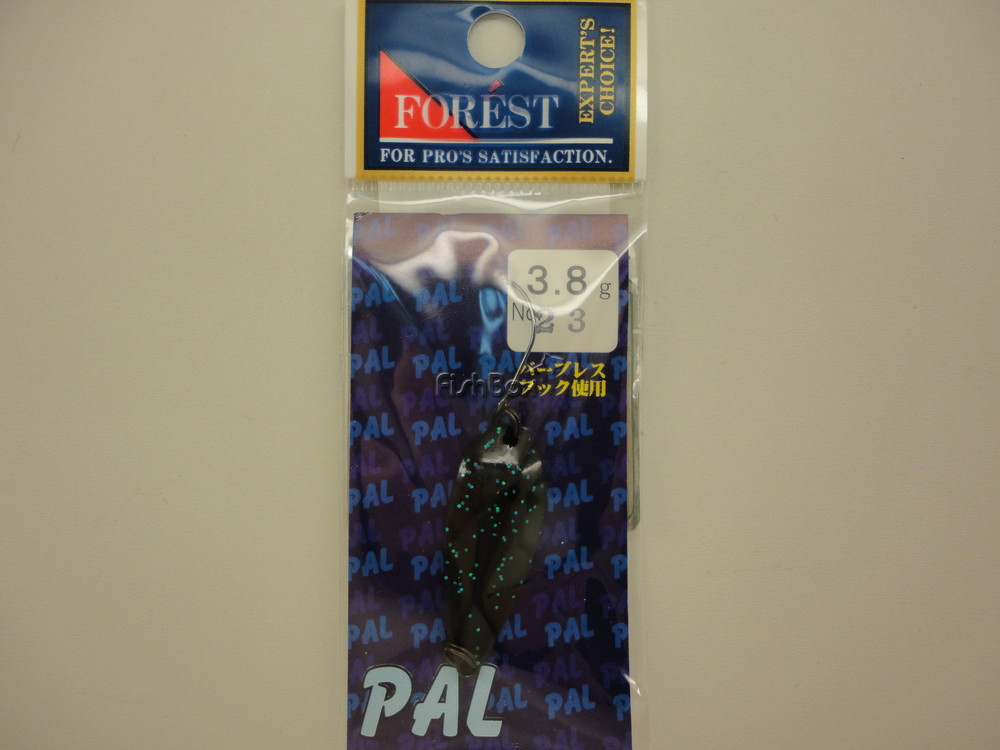 EXPERT'S
CHOICE!
FORÉST
FOR PRO'S SATISFACTION.
3.8 g
No 23
バーブレス
フック使用
PAL